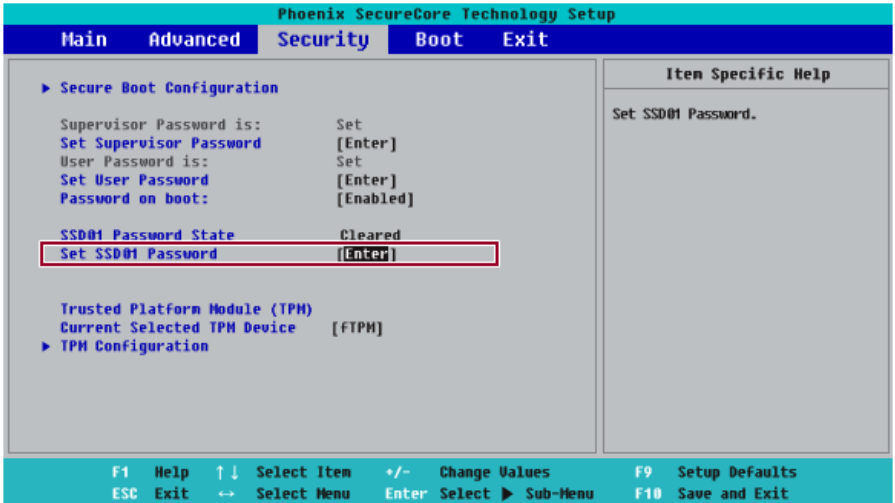 Phoenix SecureCore Technology Setup
Main Advanced Security Boot Exit
Item Specific Help
Set SSD01 Password.
▶ Secure Boot Configuration
Supervisor Password is: Set
Set Supervisor Password [Enter]
User Password is: Set
Set User Password [Enter]
Password on boot: [Enabled]
SSD01 Password State Cleared
Set SSD01 Password [Enter]
Trusted Platform Module (TPM)
Current Selected TPM Device [fTPM]
▶ TPM Configuration
F1 Help ↑↓ Select Item +/- Change Values F9 Setup Defaults
ESC Exit ↔ Select Menu Enter Select ▶ Sub-Menu F10 Save and Exit